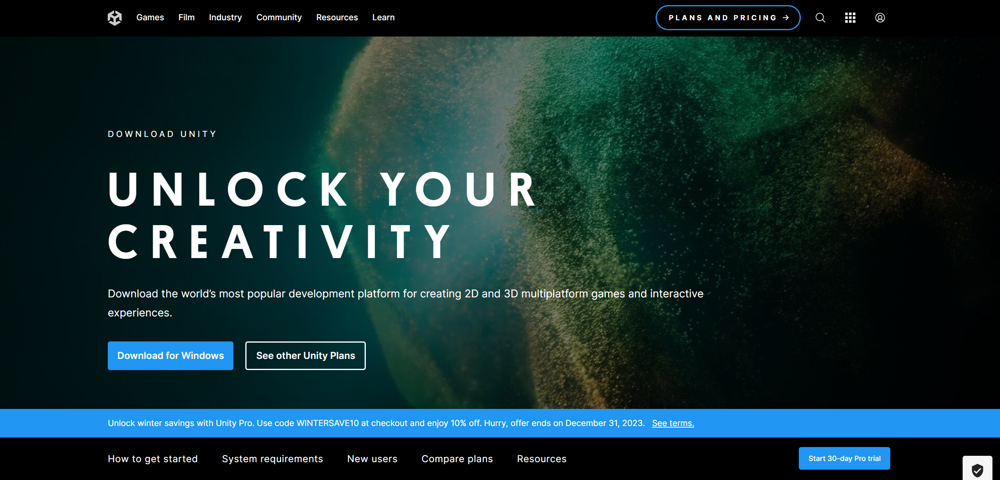 Games Film Industry Community Resources Learn PLANS AND PRICING →
DOWNLOAD UNITY
UNLOCK YOUR
CREATIVITY
Download the world’s most popular development platform for creating 2D and 3D multiplatform games and interactive
experiences.
Download for Windows See other Unity Plans
Unlock winter savings with Unity Pro. Use code WINTERSAVE10 at checkout and enjoy 10% off. Hurry, offer ends on December 31, 2023. See terms.
How to get started System requirements New users Compare plans Resources Start 30-day Pro trial